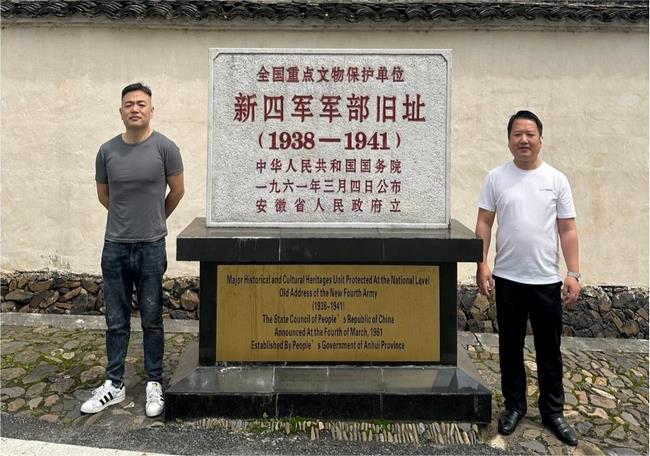 全国重点文物保护单位
新四军军部旧址
(1938—1941)
中华人民共和国国务院
一九六一年三月四日公布
安徽省人民政府立
Major Historical and Cultural Heritages Unit Protected At the National Level
Old Address of the New Fourth Army
(1938-1941)
The State Council of People's Republic of China
Announced At the Fourth of March, 1961
Established By People's Government of Anhui Province